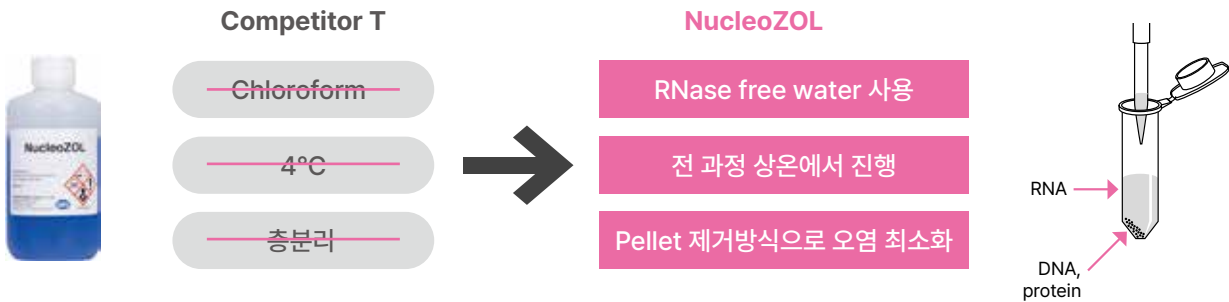 Competitor T
NucleoZOL
NucleoZOL
Chloroform
RNase free water 사용
4°C
전 과정 상온에서 진행
층분리
Pellet 제거방식으로 오염 최소화
RNA
DNA,
protein